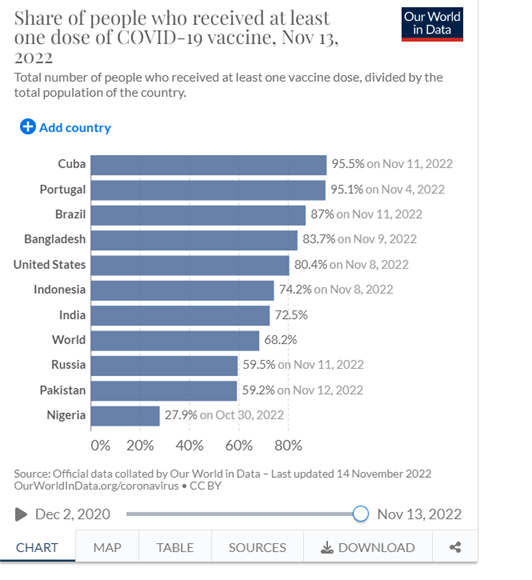 Share of people who received at least
one dose of COVID-19 vaccine, Nov 13,
2022
Our World
in Data
Total number of people who received at least one vaccine dose, divided by the
total population of the country.
Add country
Cuba 95.5% on Nov 11, 2022
Portugal 95.1% on Nov 4, 2022
Brazil 87% on Nov 11, 2022
Bangladesh 83.7% on Nov 9, 2022
United States 80.4% on Nov 8, 2022
Indonesia 74.2% on Nov 8, 2022
India 72.5%
World 68.2%
Russia 59.5% on Nov 11, 2022
Pakistan 59.2% on Nov 12, 2022
Nigeria 27.9% on Oct 30, 2022
0% 20% 40% 60% 80%
Source: Official data collated by Our World in Data – Last updated 14 November 2022
OurWorldInData.org/coronavirus • CC BY
Dec 2, 2020 Nov 13, 2022
CHART MAP TABLE SOURCES DOWNLOAD